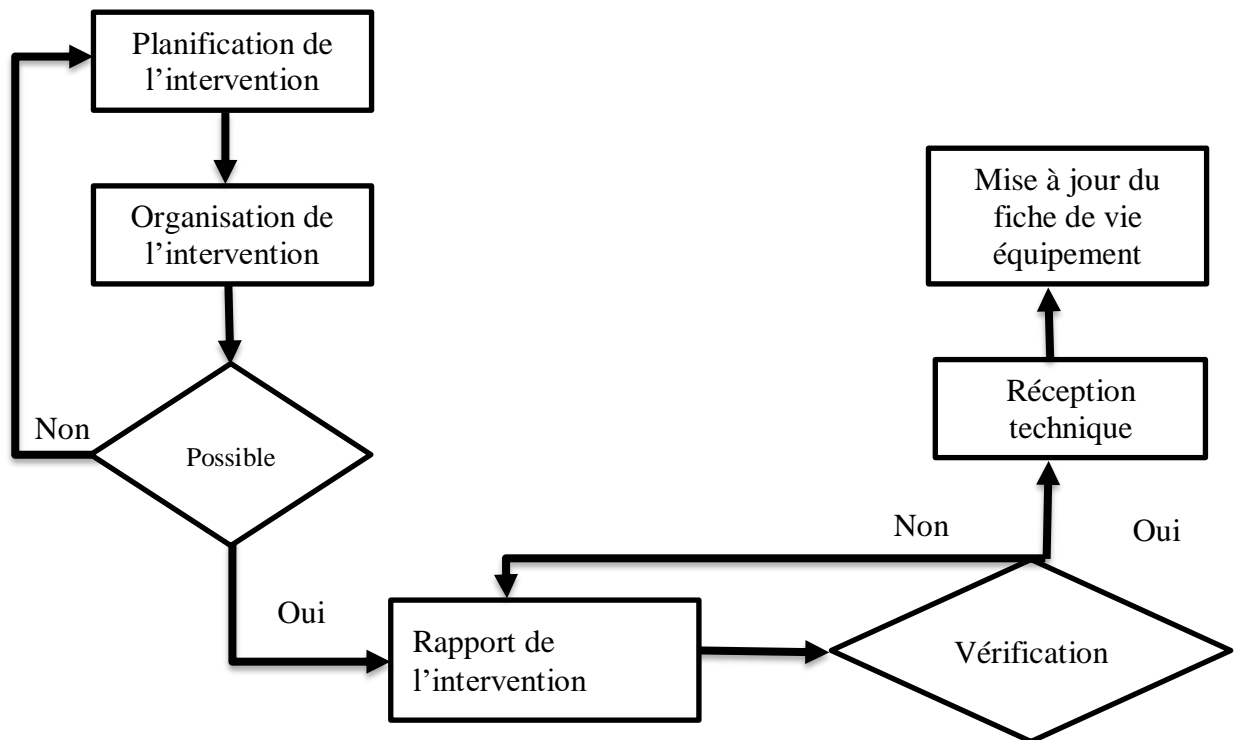 Planification de
l’intervention
Organisation de
l’intervention
Possible
Non
Oui
Rapport de
l’intervention
Vérification
Non
Oui
Réception
technique
Mise à jour du
fiche de vie
équipement